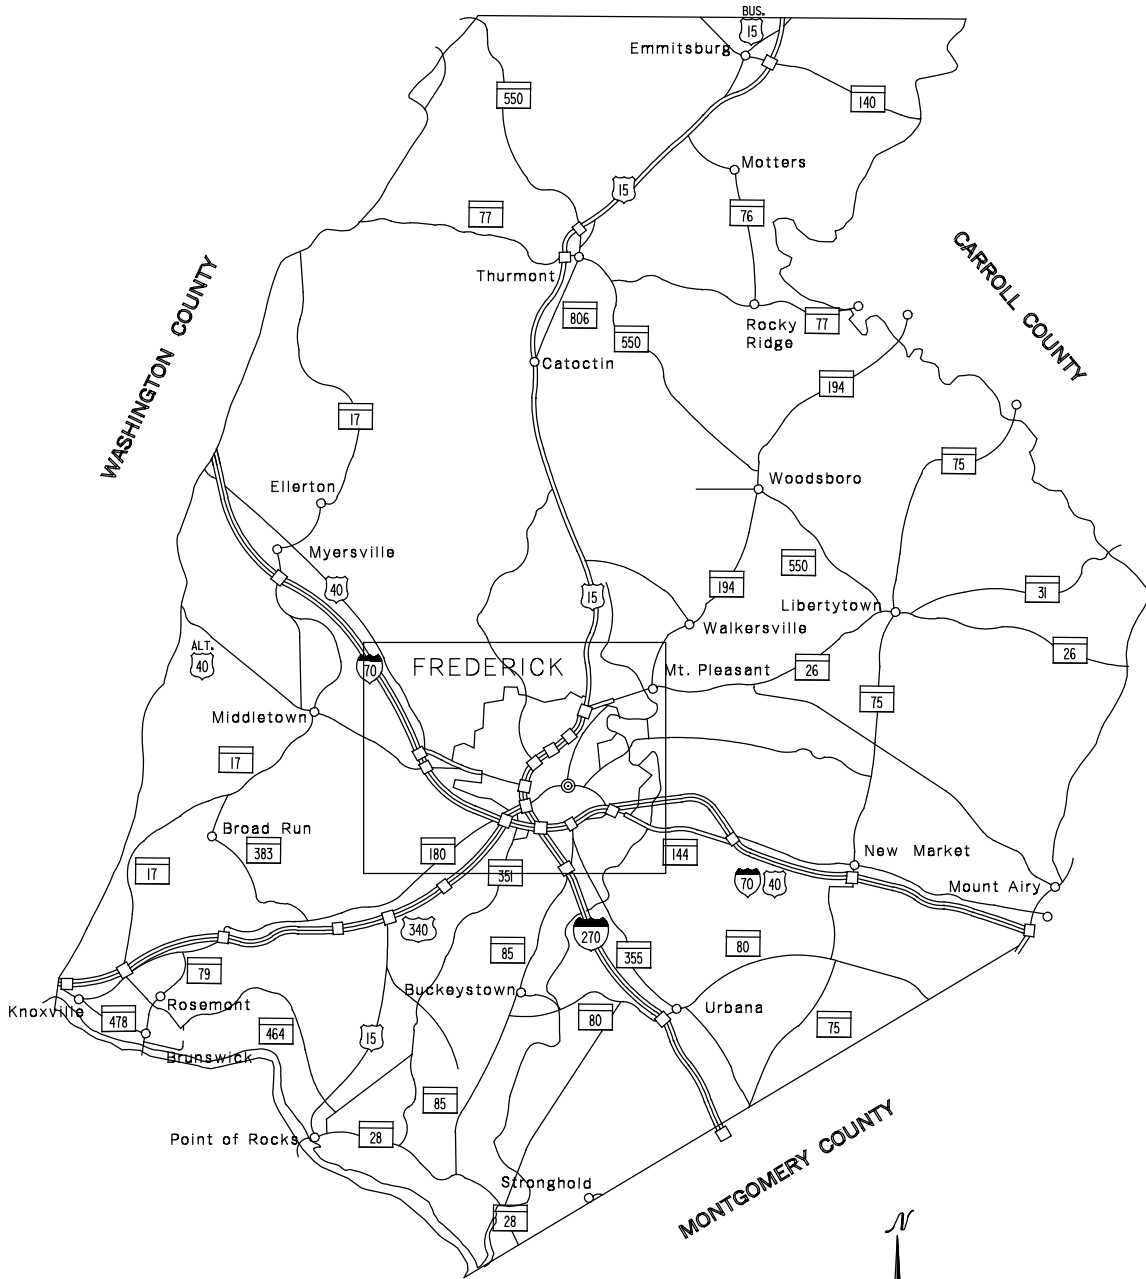 BUS.
15
Emmitsburg
550
140
Motters
15
77
76
CARROLL COUNTY
WASHINGTON COUNTY
Thurmont
806
Rocky
Ridge
77
550
Catoctin
194
17
75
Ellerton
Woodsboro
Myersville
550
40
15
194
31
Libertytown
Walkersville
ALT.
40
70
FREDERICK
Mt. Pleasant
26
26
75
Middletown
17
Broad Run
383
180
351
144
New Market
17
70
40
Mount Airy
340
270
85
355
80
79
Buckeystown
Rosemont
Knoxville
478
Urbana
464
15
80
75
Brunswick
85
Point of Rocks
28
MONTGOMERY COUNTY
Stronghold
28
N